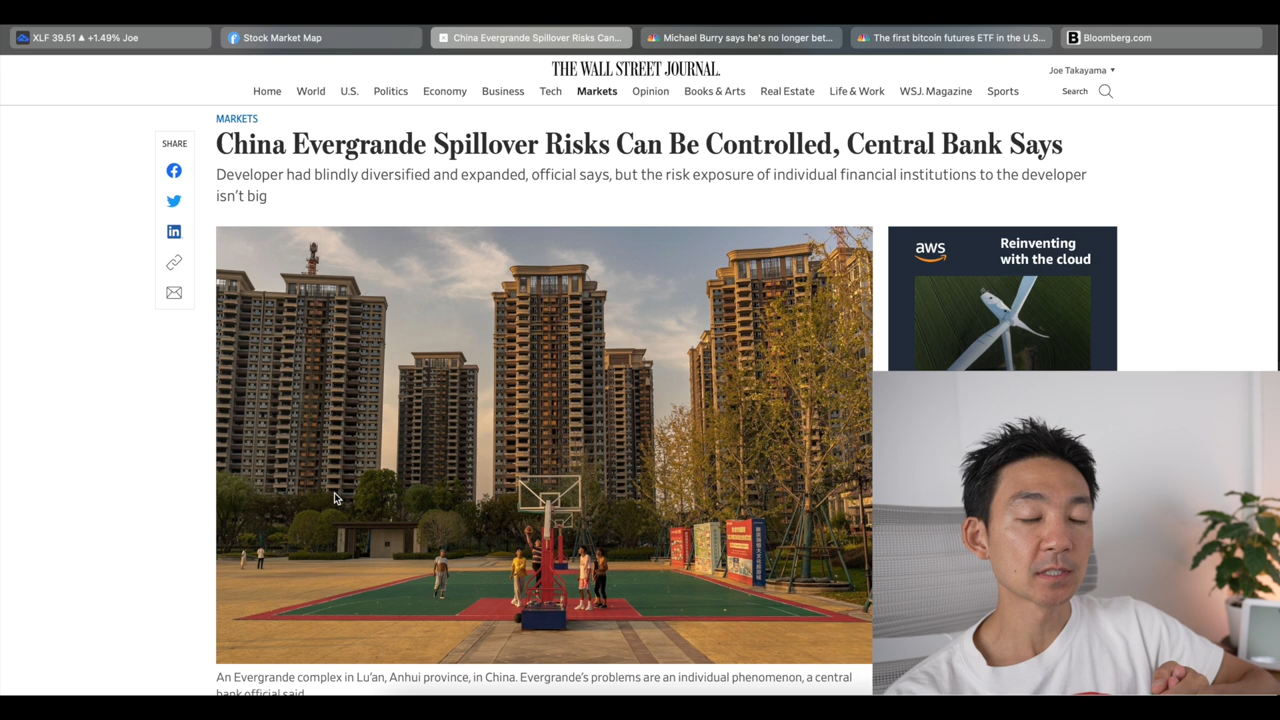 XLF 39.51 ▲ +1.49% Joe
Stock Market Map
China Evergrande Spillover Risks Can...
Michael Burry says he's no longer bet...
The first bitcoin futures ETF in the U.S...
B Bloomberg.com
THE WALL STREET JOURNAL.
Joe Takayama ▼
Home World U.S. Politics Economy Business Tech Markets Opinion Books & Arts Real Estate Life & Work WSJ. Magazine Sports
Search
MARKETS
China Evergrande Spillover Risks Can Be Controlled, Central Bank Says
Developer had blindly diversified and expanded, official says, but the risk exposure of individual financial institutions to the developer
isn't big
SHARE
aws
Reinventing
with the cloud
An Evergrande complex in Lu'an, Anhui province, in China. Evergrande's problems are an individual phenomenon, a central
bank official said